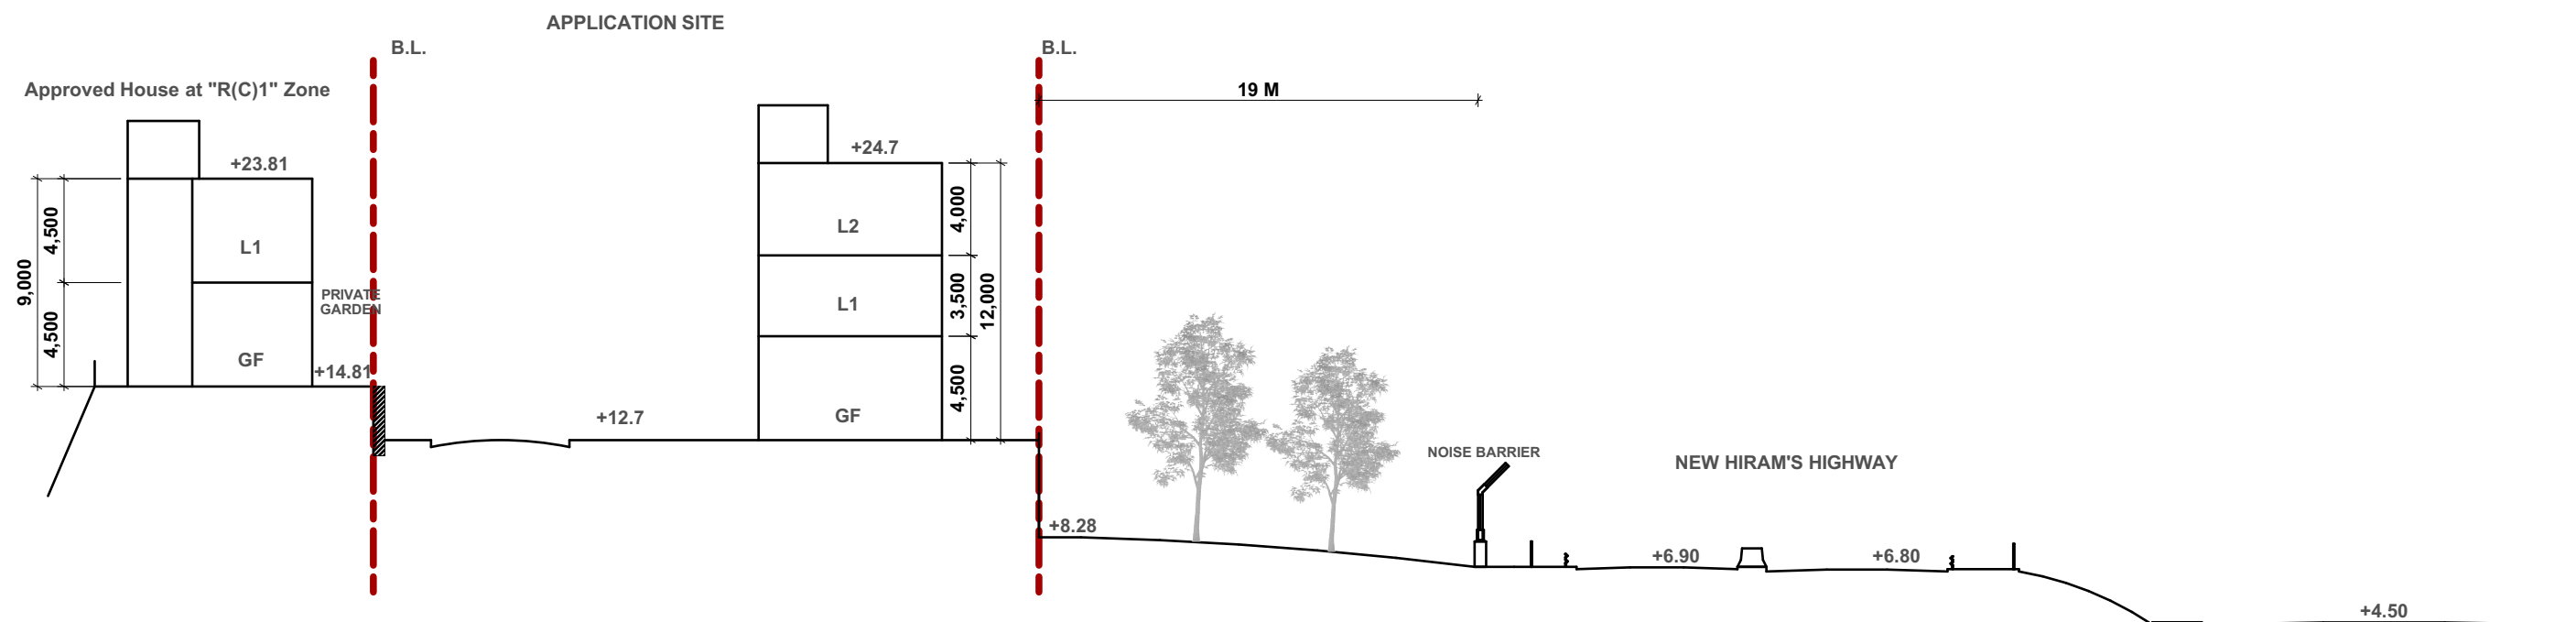 APPLICATION SITE
B.L.
B.L.
Approved House at "R(C)1" Zone
19 M
+23.81
+24.7
4,500
L1
9,000
PRIVATE
GARDEN
4,500
GF
+14.81
L2
4,000
L1
3,500
12,000
GF
4,500
+12.7
NOISE BARRIER
NEW HIRAM'S HIGHWAY
+8.28
+6.90
+6.80
+4.50